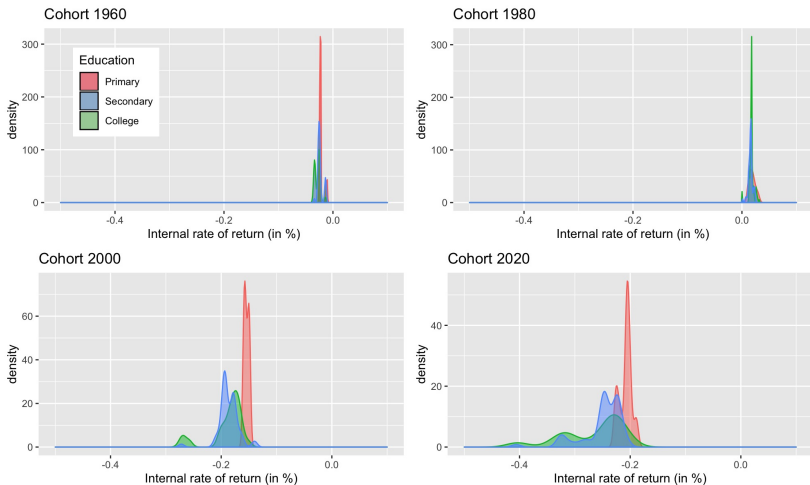 Cohort 1960
300
200
100
0
density
Education
Primary
Secondary
College
-0.4
-0.2
0.0
Internal rate of return (in %)
Cohort 1980
300
200
100
0
density
-0.4
-0.2
0.0
Internal rate of return (in %)
Cohort 2000
60
40
20
0
density
-0.4
-0.2
0.0
Internal rate of return (in %)
Cohort 2020
40
20
0
density
-0.4
-0.2
0.0
Internal rate of return (in %)